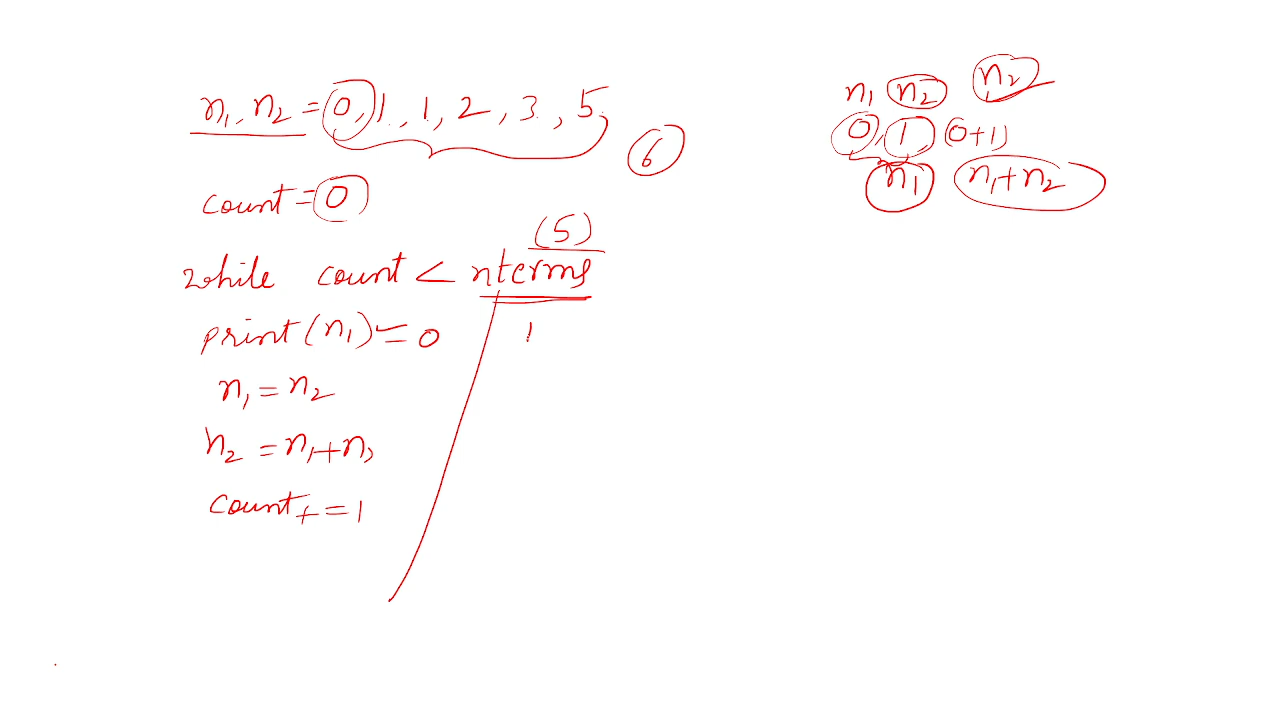 n1, n2 = 0, 1, 1, 2, 3, 5,
6
count = 0
(5)
while count < nterms
print(n1) = 0
1
n1 = n2
n2 = n1+n2
count += 1
n1 n2 n2
0, 1, (0+1)
n1 n1+n2